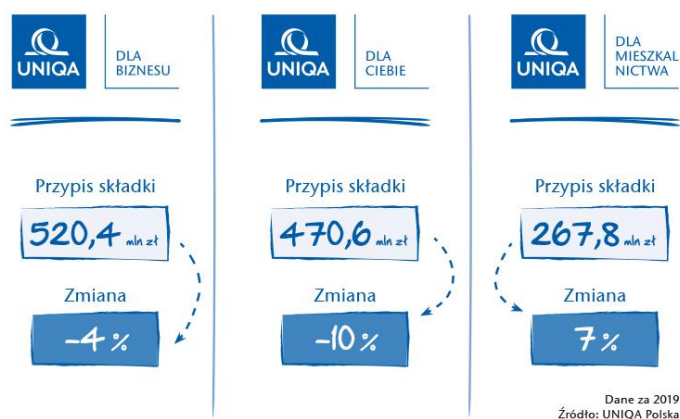 UNIQA
DLA
BIZNESU
Przypis składki
520,4 mln zł
Zmiana
-4 %
UNIQA
DLA
CIEBIE
Przypis składki
470,6 mln zł
Zmiana
-10 %
UNIQA
DLA
MIESZKAL
NICTWA
Przypis składki
267,8 mln zł
Zmiana
7 %
Dane za 2019
Źródło: UNIQA Polska